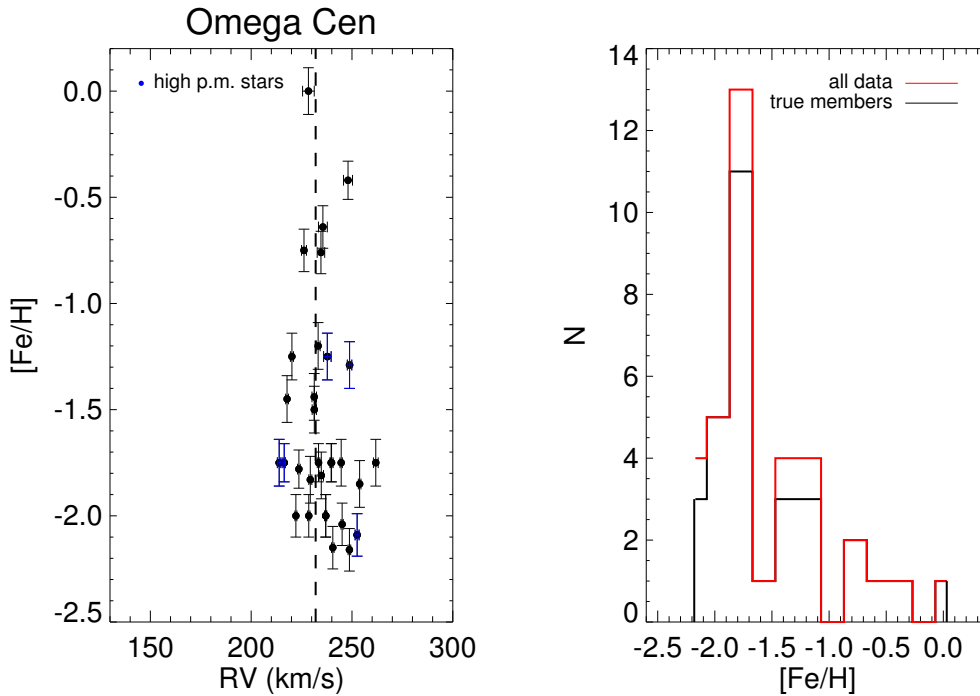 Omega Cen
high p.m. stars
0.0
-0.5
-1.0
-1.5
-2.0
-2.5
[Fe/H]
150 200 250 300
RV (km/s)
all data
true members
14
12
10
8
6
4
2
0
N
-2.5 -2.0 -1.5 -1.0 -0.5 0.0
[Fe/H]